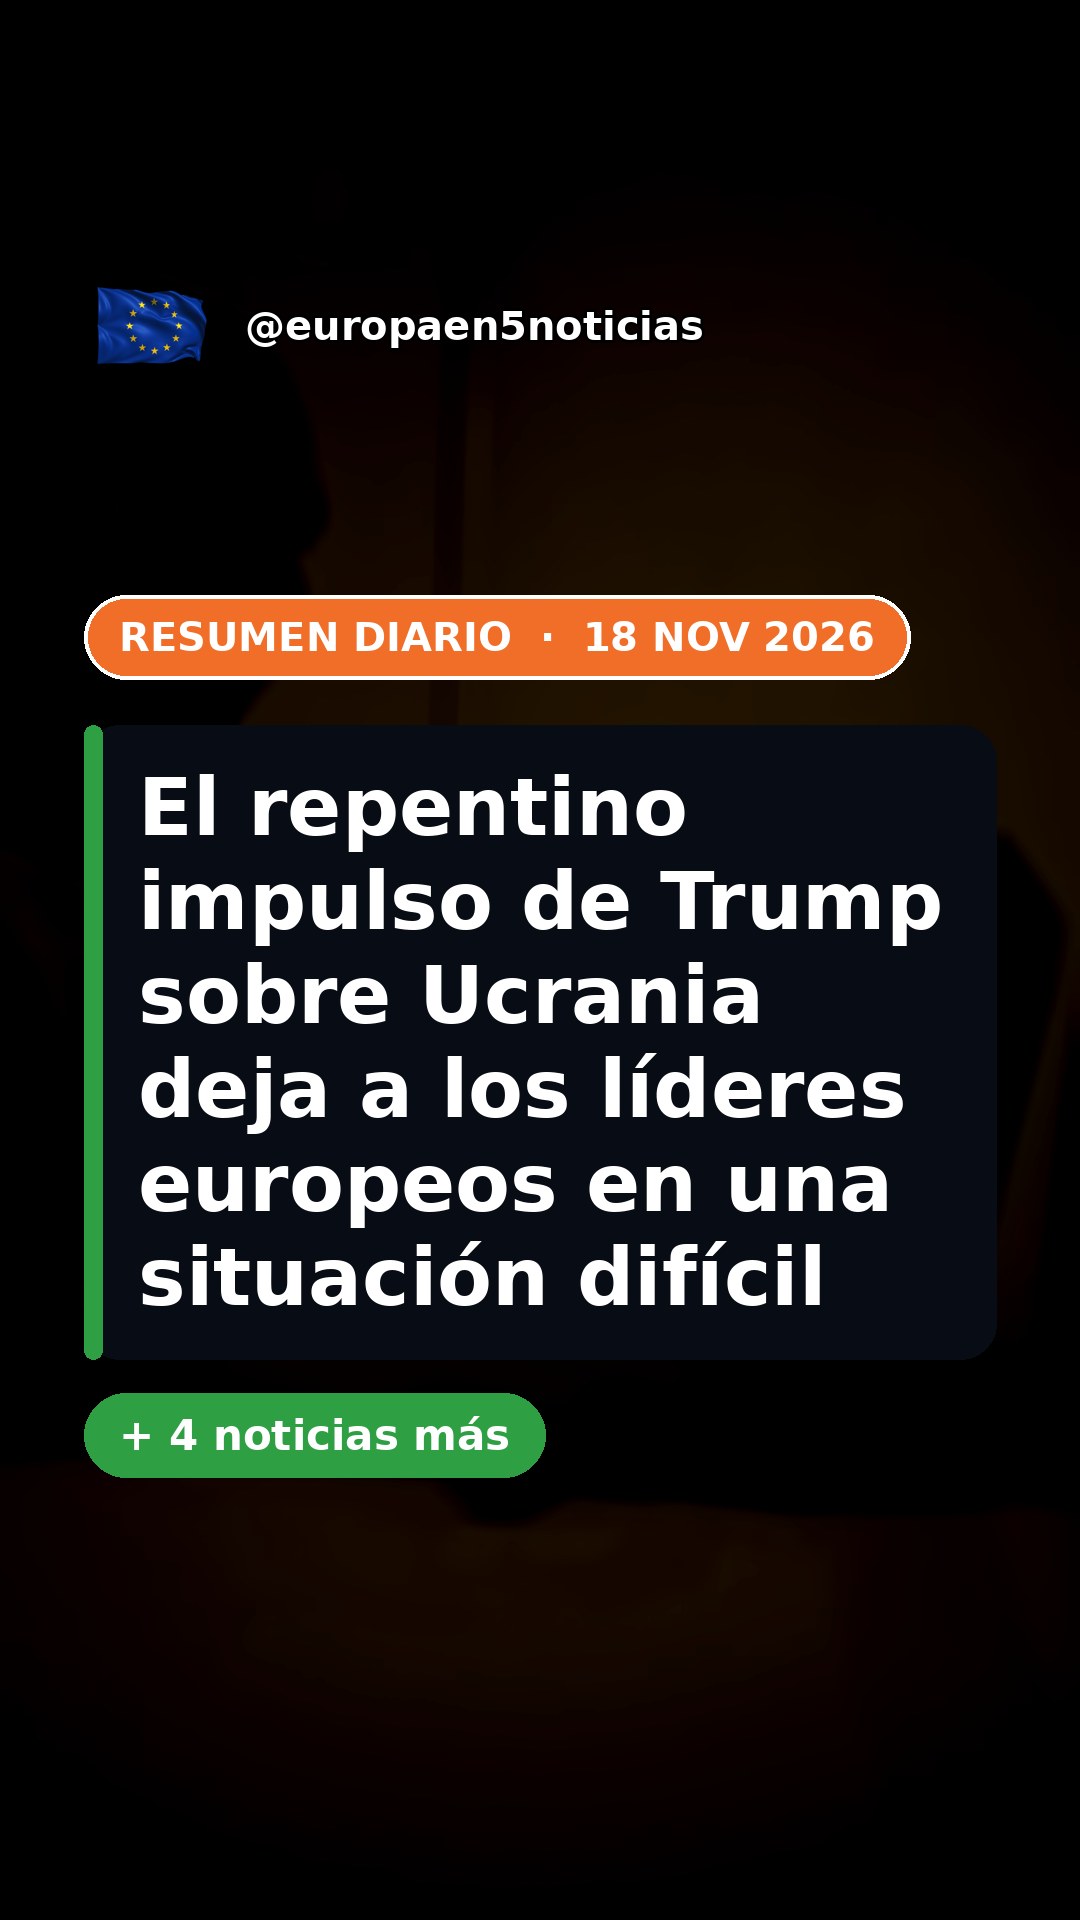 @europaen5noticias
RESUMEN DIARIO · 18 NOV 2026
El repentino
impulso de Trump
sobre Ucrania
deja a los líderes
europeos en una
situación difícil
+ 4 noticias más